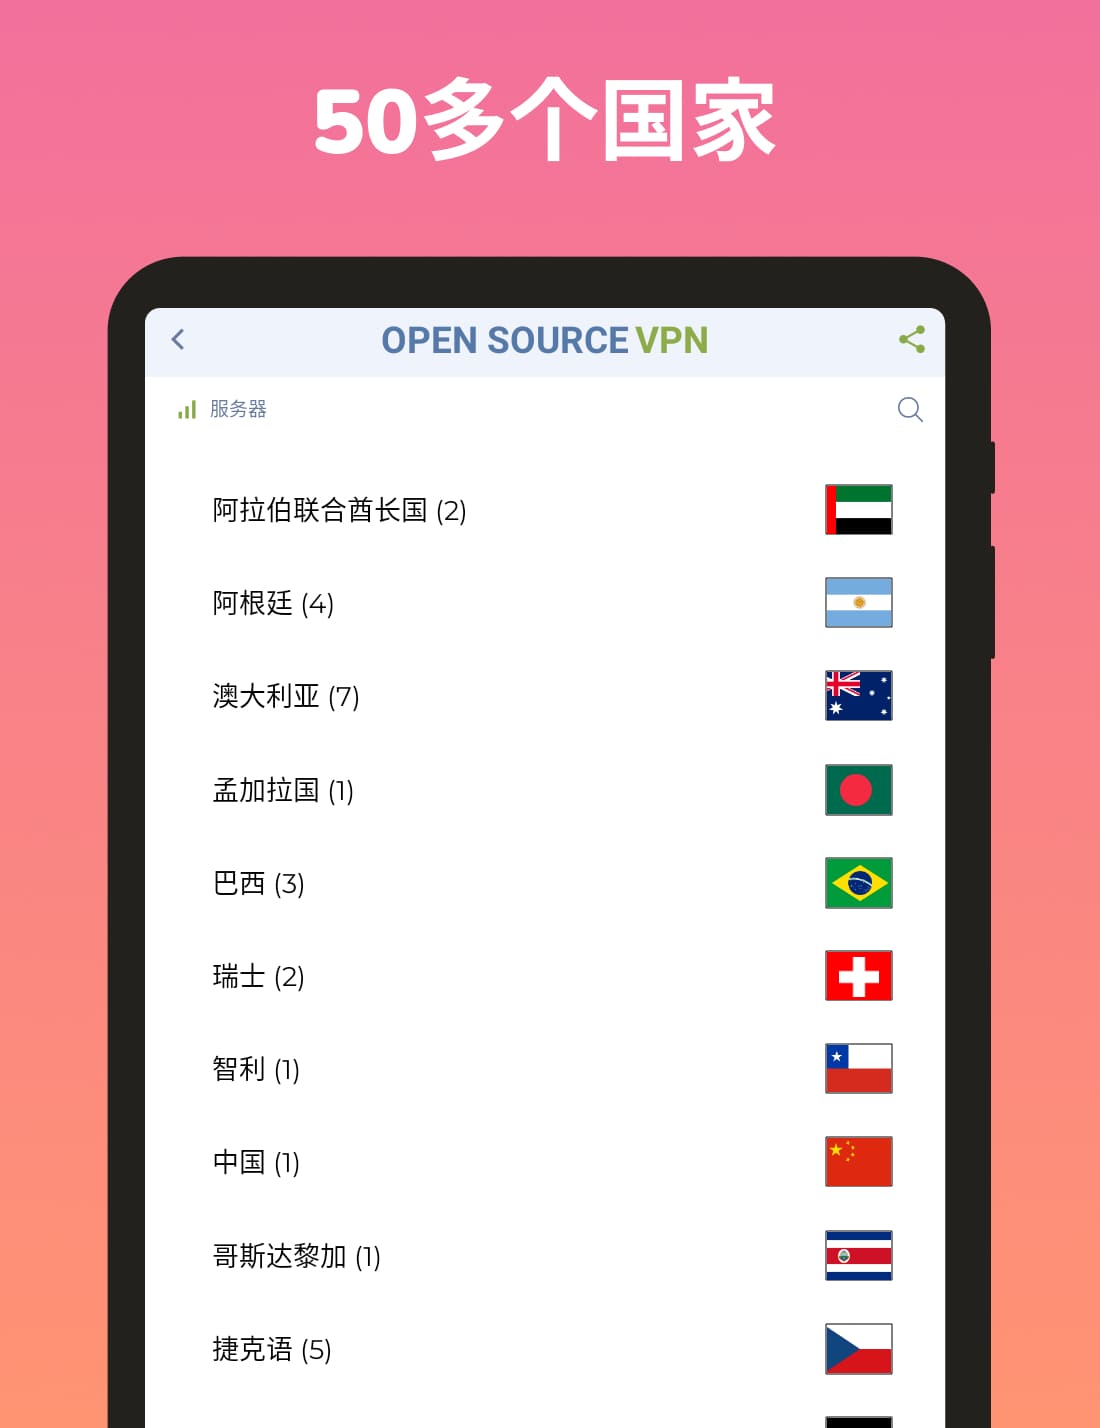 50多个国家
OPEN SOURCE VPN
服务器
阿拉伯联合酋长国 (2)
阿根廷 (4)
澳大利亚 (7)
孟加拉国 (1)
巴西 (3)
瑞士 (2)
智利 (1)
中国 (1)
哥斯达黎加 (1)
捷克语 (5)